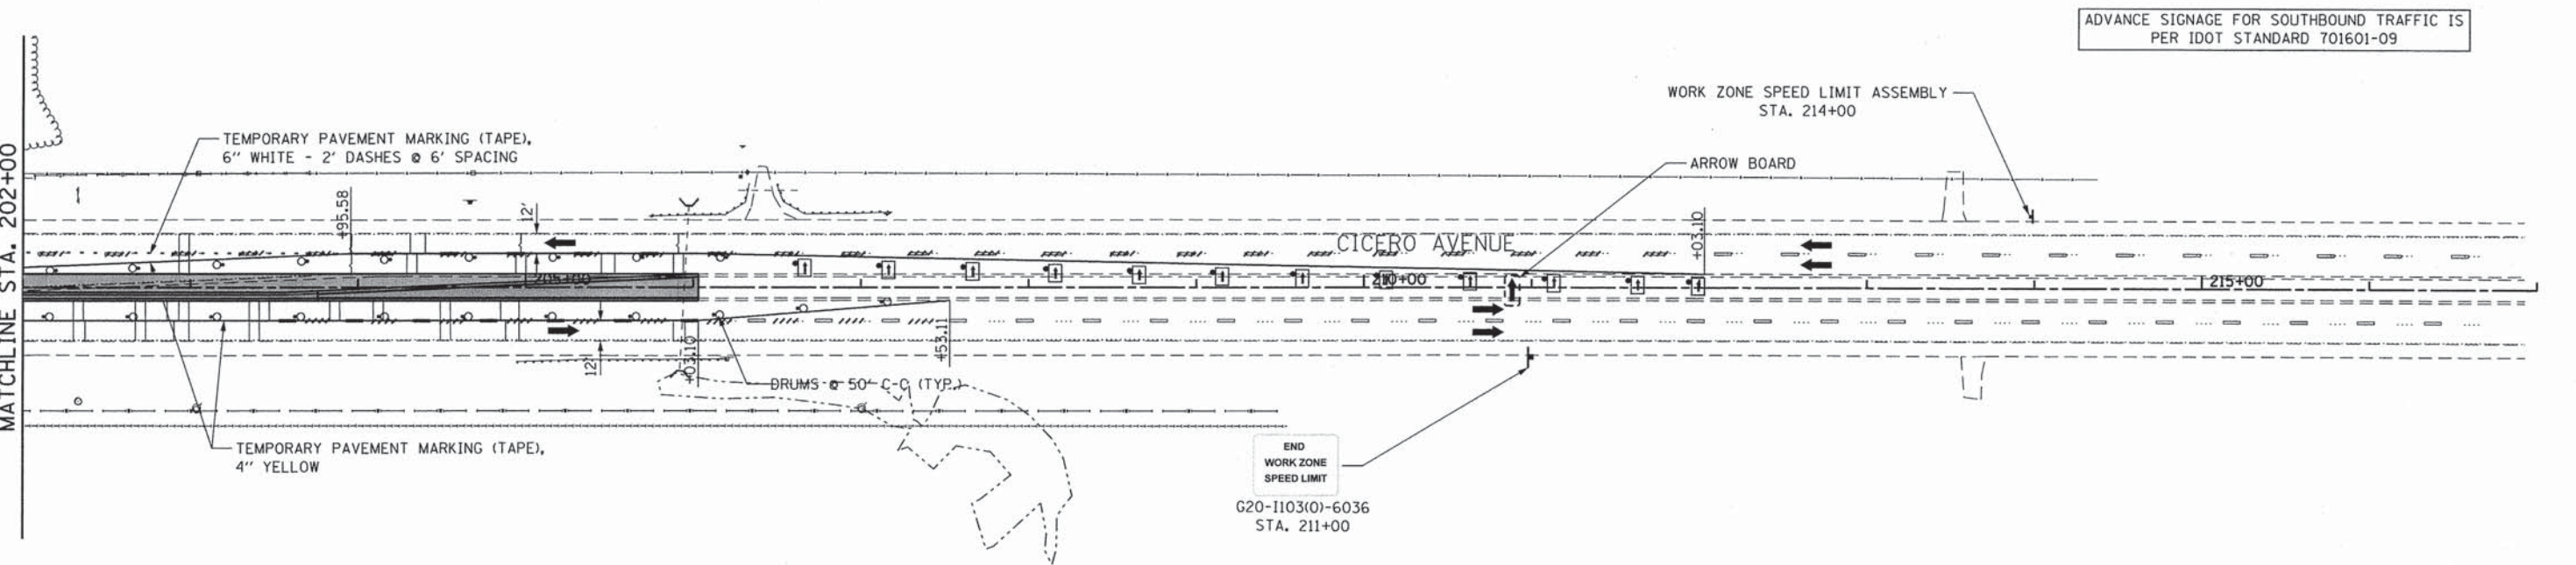 ADVANCE SIGNAGE FOR SOUTHBOUND TRAFFIC IS
PER IDOT STANDARD 701601-09
WORK ZONE SPEED LIMIT ASSEMBLY
STA. 214+00
TEMPORARY PAVEMENT MARKING (TAPE),
6" WHITE - 2' DASHES @ 6' SPACING
ARROW BOARD
MATCHLINE STA. 202+00
+95.58
12'
CICERO AVENUE
+03.10
205+00
210+00
215+00
12'
+03.10
+53.11
DRUMS @ 50' C-C (TYP.)
TEMPORARY PAVEMENT MARKING (TAPE),
4" YELLOW
END
WORK ZONE
SPEED LIMIT
G20-I103(0)-6036
STA. 211+00